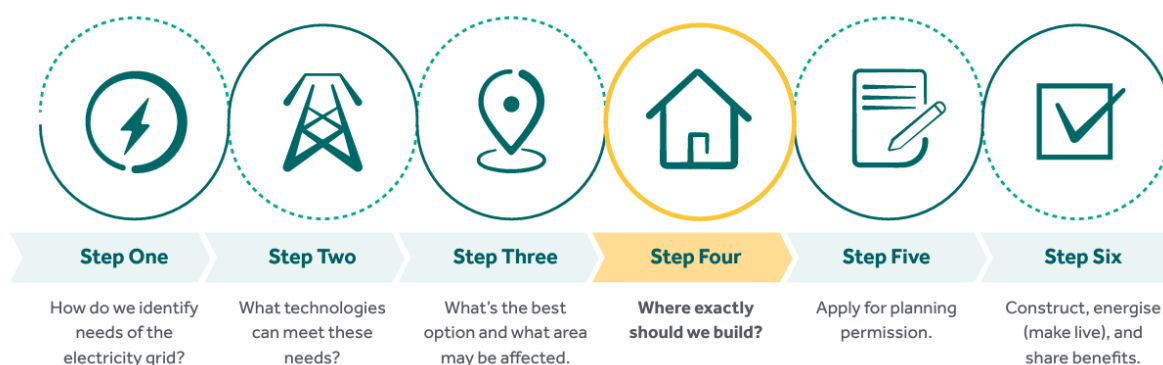 Step One
How do we identify
needs of the
electricity grid?
Step Two
What technologies
can meet these
needs?
Step Three
What's the best
option and what area
may be affected.
Step Four
Where exactly
should we build?
Step Five
Apply for planning
permission.
Step Six
Construct, energise
(make live), and
share benefits.